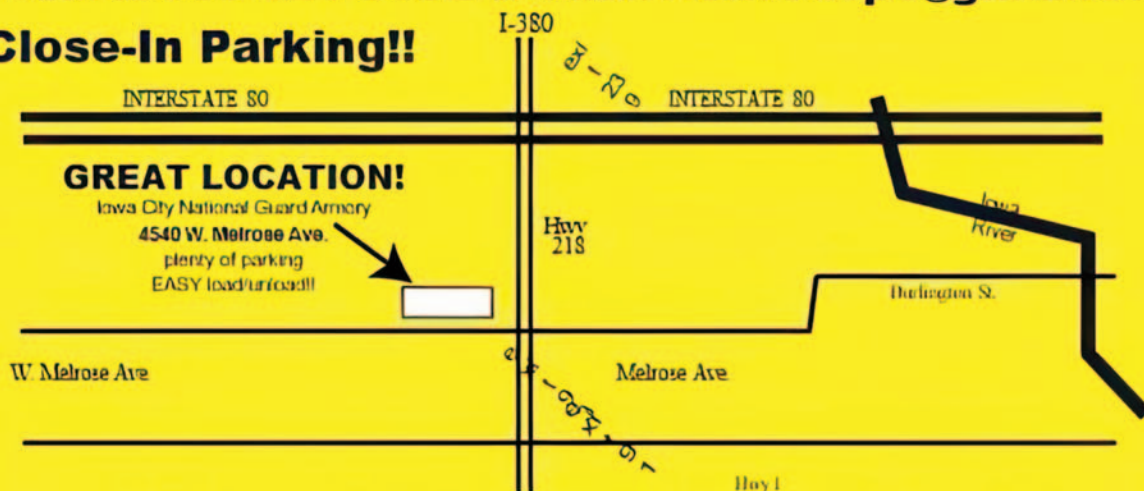 I-380
Close-In Parking!!
INTERSTATE 80
INTERSTATE 80
GREAT LOCATION!
Iowa City National Guard Armory
4540 W. Melrose Ave.
plenty of parking
EASY load/unload!!
Hwy
218
Iowa
River
Burlington St.
W. Melrose Ave
Melrose Ave
Hwy 1